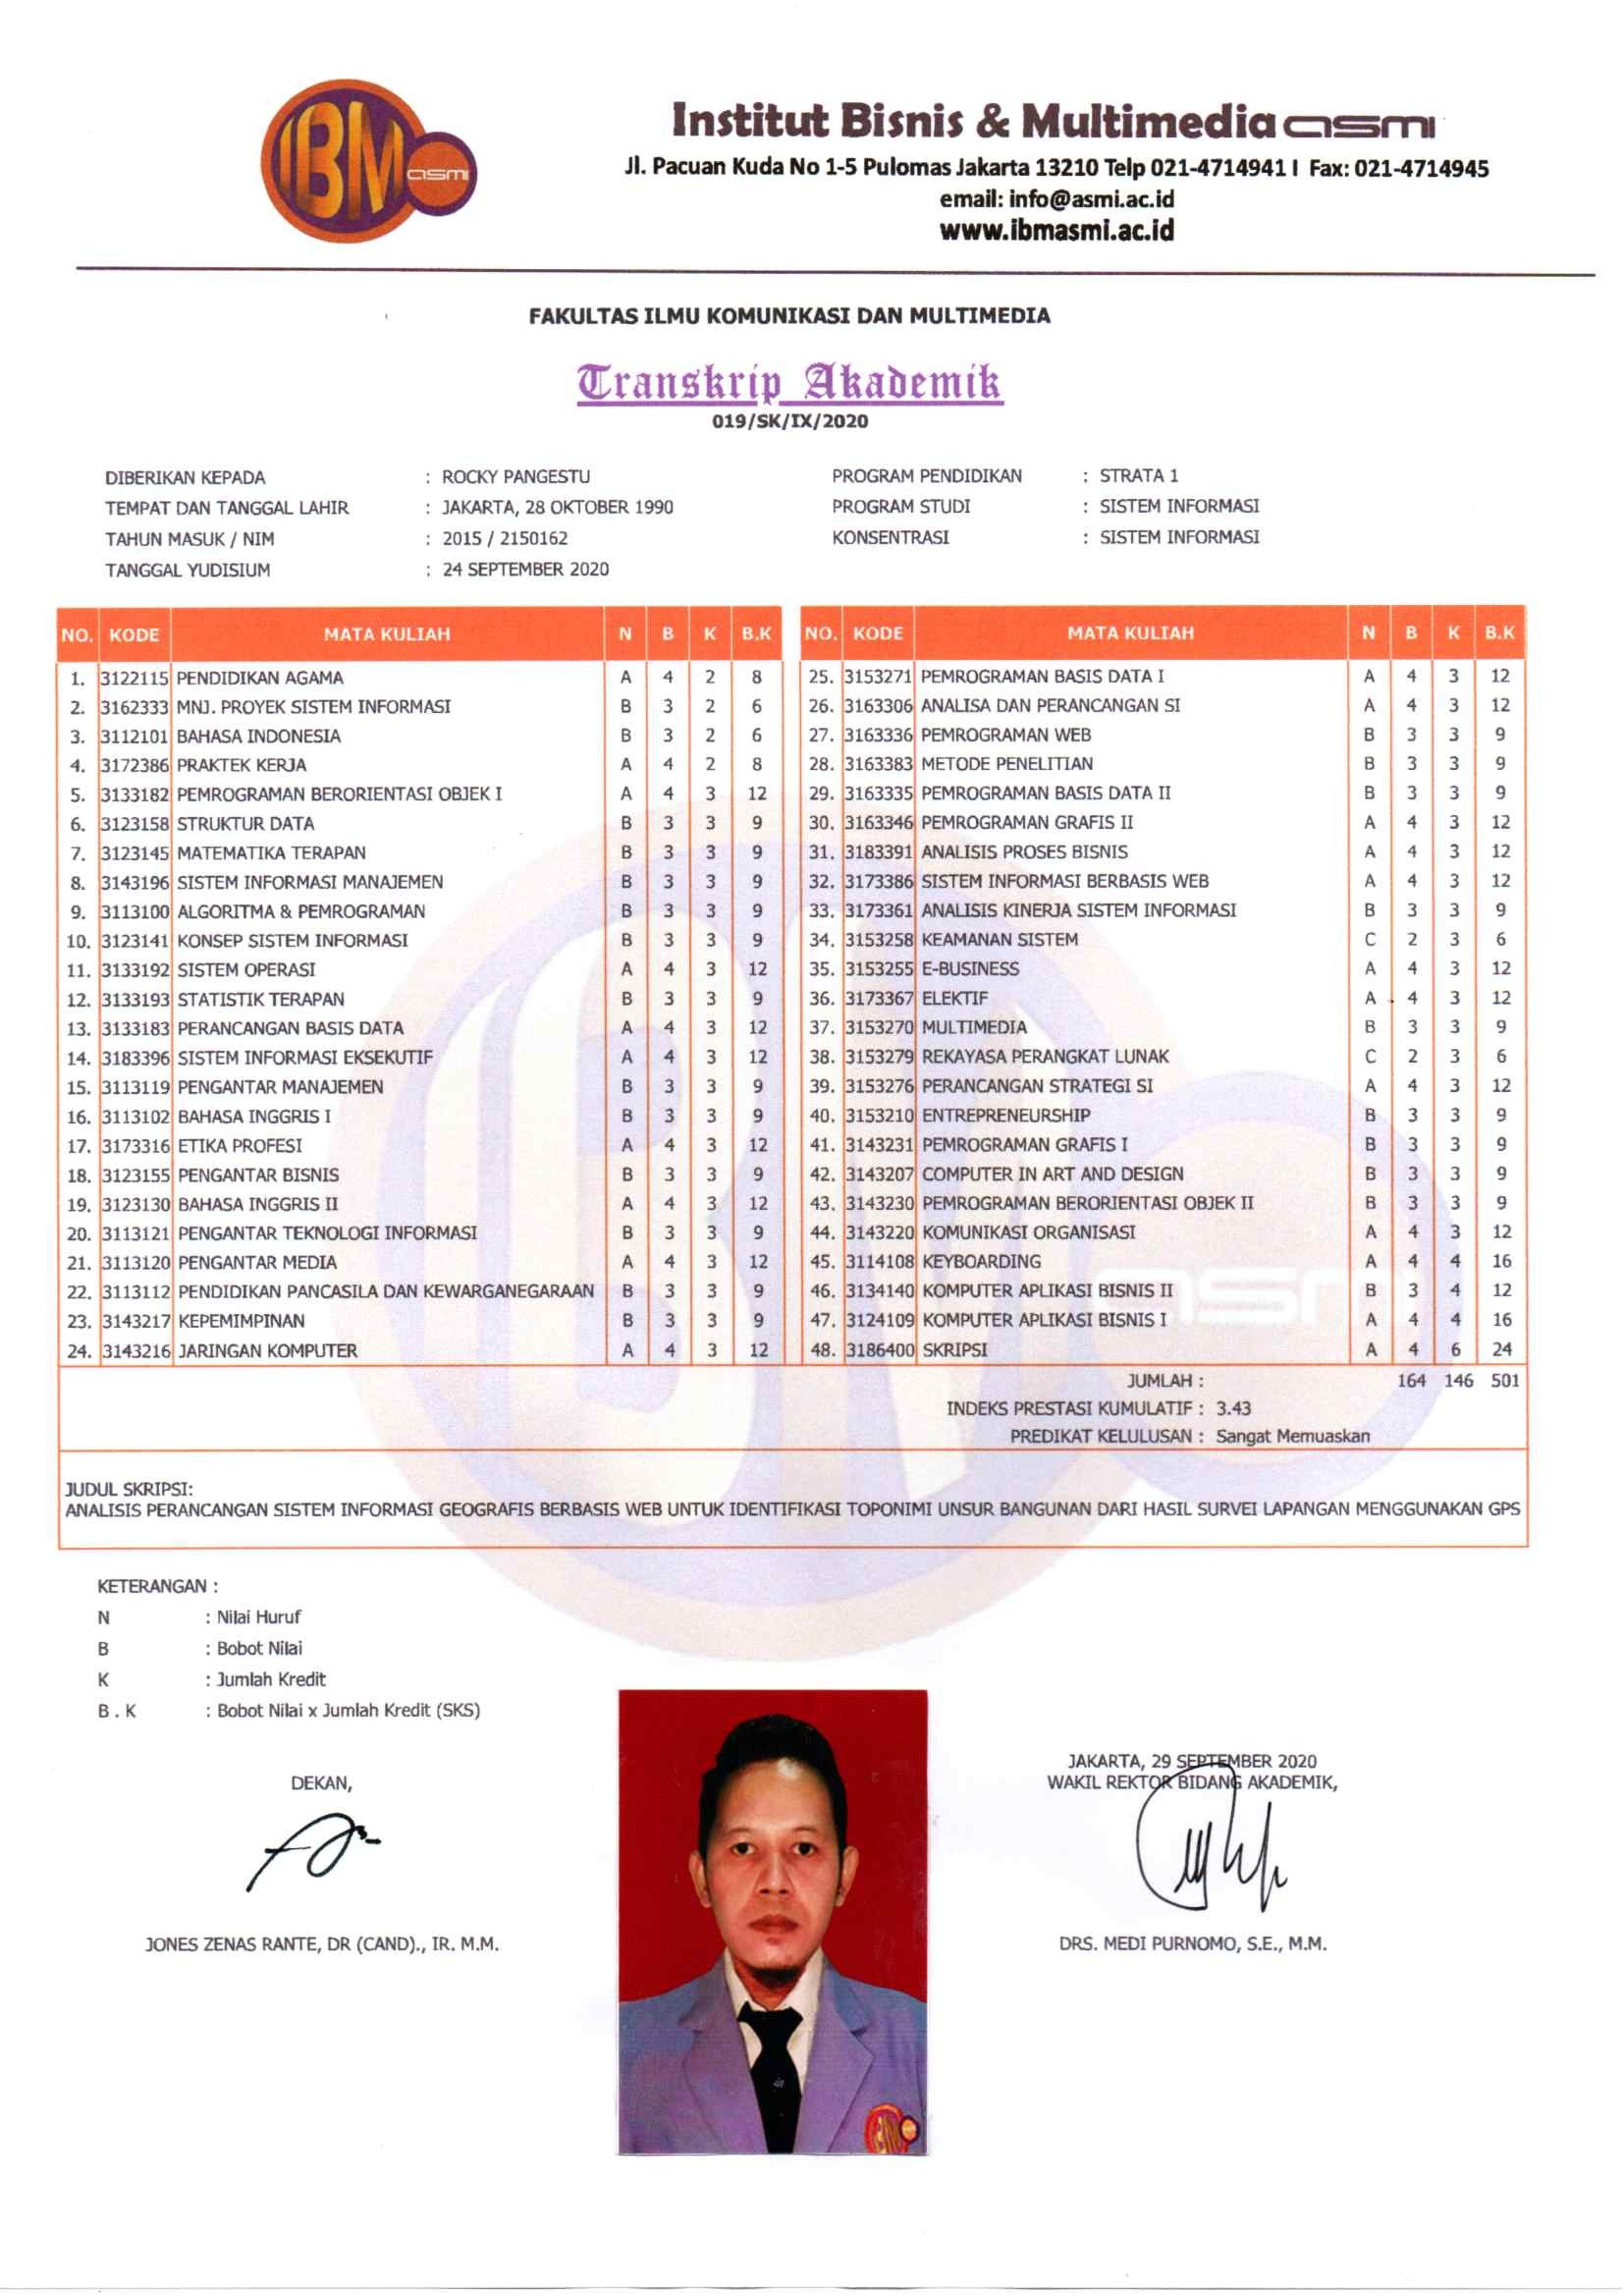 IBM asmi
Institut Bisnis & Multimedia asmi
Jl. Pacuan Kuda No 1-5 Pulomas Jakarta 13210 Telp 021-4714941 I Fax: 021-4714945
email: info@asmi.ac.id
www.ibmasmi.ac.id
FAKULTAS ILMU KOMUNIKASI DAN MULTIMEDIA
Transkrip Akademik
019/SK/IX/2020
DIBERIKAN KEPADA : ROCKY PANGESTU
TEMPAT DAN TANGGAL LAHIR : JAKARTA, 28 OKTOBER 1990
TAHUN MASUK / NIM : 2015 / 2150162
TANGGAL YUDISIUM : 24 SEPTEMBER 2020
PROGRAM PENDIDIKAN : STRATA 1
PROGRAM STUDI : SISTEM INFORMASI
KONSENTRASI : SISTEM INFORMASI
NO. KODE MATA KULIAH N B K B.K
1. 3122115 PENDIDIKAN AGAMA A 4 2 8
2. 3162333 MNJ. PROYEK SISTEM INFORMASI B 3 2 6
3. 3112101 BAHASA INDONESIA B 3 2 6
4. 3172386 PRAKTEK KERJA A 4 2 8
5. 3133182 PEMROGRAMAN BERORIENTASI OBJEK I A 4 3 12
6. 3123158 STRUKTUR DATA B 3 3 9
7. 3123145 MATEMATIKA TERAPAN B 3 3 9
8. 3143196 SISTEM INFORMASI MANAJEMEN B 3 3 9
9. 3113100 ALGORITMA & PEMROGRAMAN B 3 3 9
10. 3123141 KONSEP SISTEM INFORMASI B 3 3 9
11. 3133192 SISTEM OPERASI A 4 3 12
12. 3133193 STATISTIK TERAPAN B 3 3 9
13. 3133183 PERANCANGAN BASIS DATA A 4 3 12
14. 3183396 SISTEM INFORMASI EKSEKUTIF A 4 3 12
15. 3113119 PENGANTAR MANAJEMEN B 3 3 9
16. 3113102 BAHASA INGGRIS I B 3 3 9
17. 3173316 ETIKA PROFESI A 4 3 12
18. 3123155 PENGANTAR BISNIS B 3 3 9
19. 3123130 BAHASA INGGRIS II A 4 3 12
20. 3113121 PENGANTAR TEKNOLOGI INFORMASI B 3 3 9
21. 3113120 PENGANTAR MEDIA A 4 3 12
22. 3113112 PENDIDIKAN PANCASILA DAN KEWARGANEGARAAN B 3 3 9
23. 3143217 KEPEMIMPINAN B 3 3 9
24. 3143216 JARINGAN KOMPUTER A 4 3 12
NO. KODE MATA KULIAH N B K B.K
25. 3153271 PEMROGRAMAN BASIS DATA I A 4 3 12
26. 3163306 ANALISA DAN PERANCANGAN SI A 4 3 12
27. 3163336 PEMROGRAMAN WEB B 3 3 9
28. 3163383 METODE PENELITIAN B 3 3 9
29. 3163335 PEMROGRAMAN BASIS DATA II B 3 3 9
30. 3163346 PEMROGRAMAN GRAFIS II A 4 3 12
31. 3183391 ANALISIS PROSES BISNIS A 4 3 12
32. 3173386 SISTEM INFORMASI BERBASIS WEB A 4 3 12
33. 3173361 ANALISIS KINERJA SISTEM INFORMASI B 3 3 9
34. 3153258 KEAMANAN SISTEM C 2 3 6
35. 3153255 E-BUSINESS A 4 3 12
36. 3173367 ELEKTIF A 4 3 12
37. 3153270 MULTIMEDIA B 3 3 9
38. 3153279 REKAYASA PERANGKAT LUNAK C 2 3 6
39. 3153276 PERANCANGAN STRATEGI SI A 4 3 12
40. 3153210 ENTREPRENEURSHIP B 3 3 9
41. 3143231 PEMROGRAMAN GRAFIS I B 3 3 9
42. 3143207 COMPUTER IN ART AND DESIGN B 3 3 9
43. 3143230 PEMROGRAMAN BERORIENTASI OBJEK II B 3 3 9
44. 3143220 KOMUNIKASI ORGANISASI A 4 3 12
45. 3114108 KEYBOARDING A 4 4 16
46. 3134140 KOMPUTER APLIKASI BISNIS II B 3 4 12
47. 3124109 KOMPUTER APLIKASI BISNIS I A 4 4 16
48. 3186400 SKRIPSI A 4 6 24
JUMLAH : 164 146 501
INDEKS PRESTASI KUMULATIF : 3.43
PREDIKAT KELULUSAN : Sangat Memuaskan
JUDUL SKRIPSI:
ANALISIS PERANCANGAN SISTEM INFORMASI GEOGRAFIS BERBASIS WEB UNTUK IDENTIFIKASI TOPONIMI UNSUR BANGUNAN DARI HASIL SURVEI LAPANGAN MENGGUNAKAN GPS
KETERANGAN :
N : Nilai Huruf
B : Bobot Nilai
K : Jumlah Kredit
B . K : Bobot Nilai x Jumlah Kredit (SKS)
DEKAN,
JONES ZENAS RANTE, DR (CAND)., IR. M.M.
JAKARTA, 29 SEPTEMBER 2020
WAKIL REKTOR BIDANG AKADEMIK,
DRS. MEDI PURNOMO, S.E., M.M.